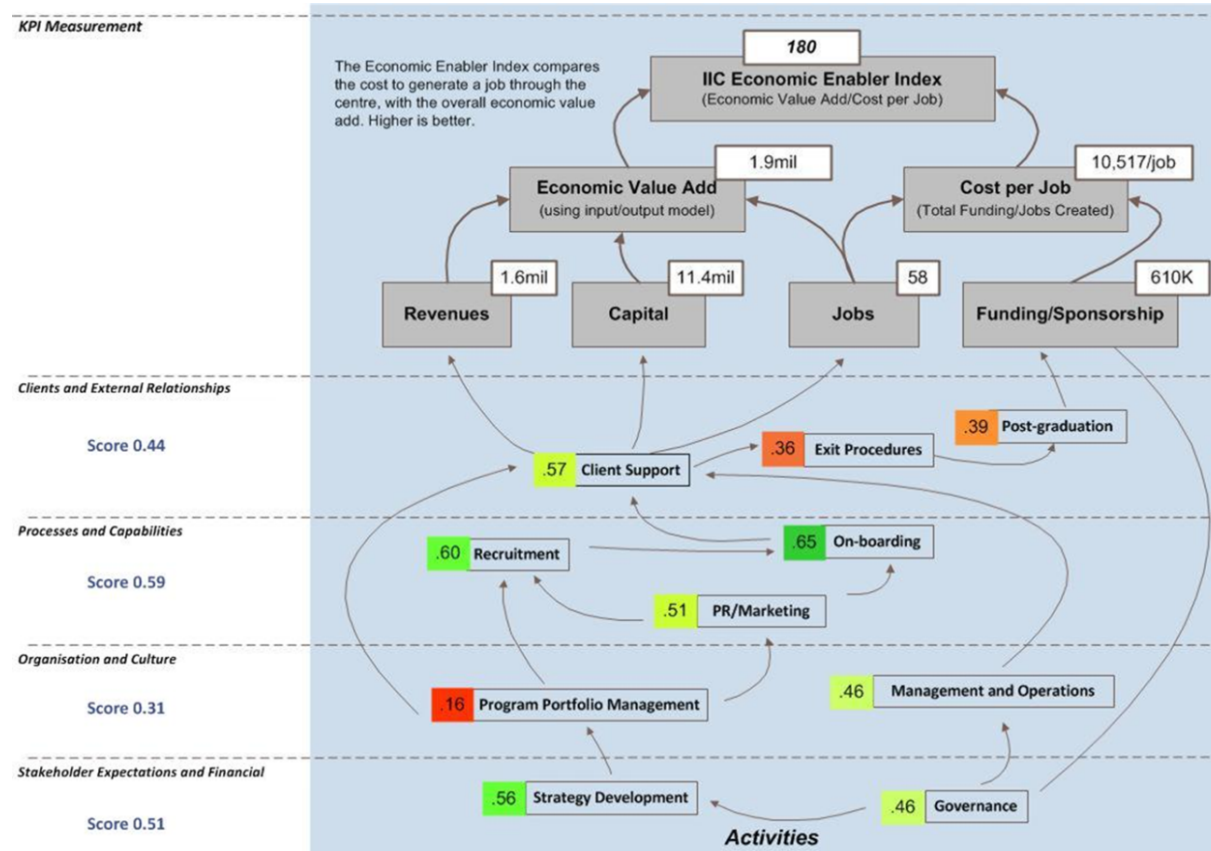 KPI Measurement
180
The Economic Enabler Index compares
the cost to generate a job through the
centre, with the overall economic value
add. Higher is better.
IIC Economic Enabler Index
(Economic Value Add/Cost per Job)
1.9mil
10,517/job
Economic Value Add
(using input/output model)
Cost per Job
(Total Funding/Jobs Created)
1.6mil
11.4mil
58
610K
Revenues
Capital
Jobs
Funding/Sponsorship
Clients and External Relationships
Score 0.44
.39 Post-graduation
.36 Exit Procedures
.57 Client Support
Processes and Capabilities
Score 0.59
.65 On-boarding
.60 Recruitment
.51 PR/Marketing
Organisation and Culture
Score 0.31
.16 Program Portfolio Management
.46 Management and Operations
Stakeholder Expectations and Financial
Score 0.51
.56 Strategy Development
.46 Governance
Activities